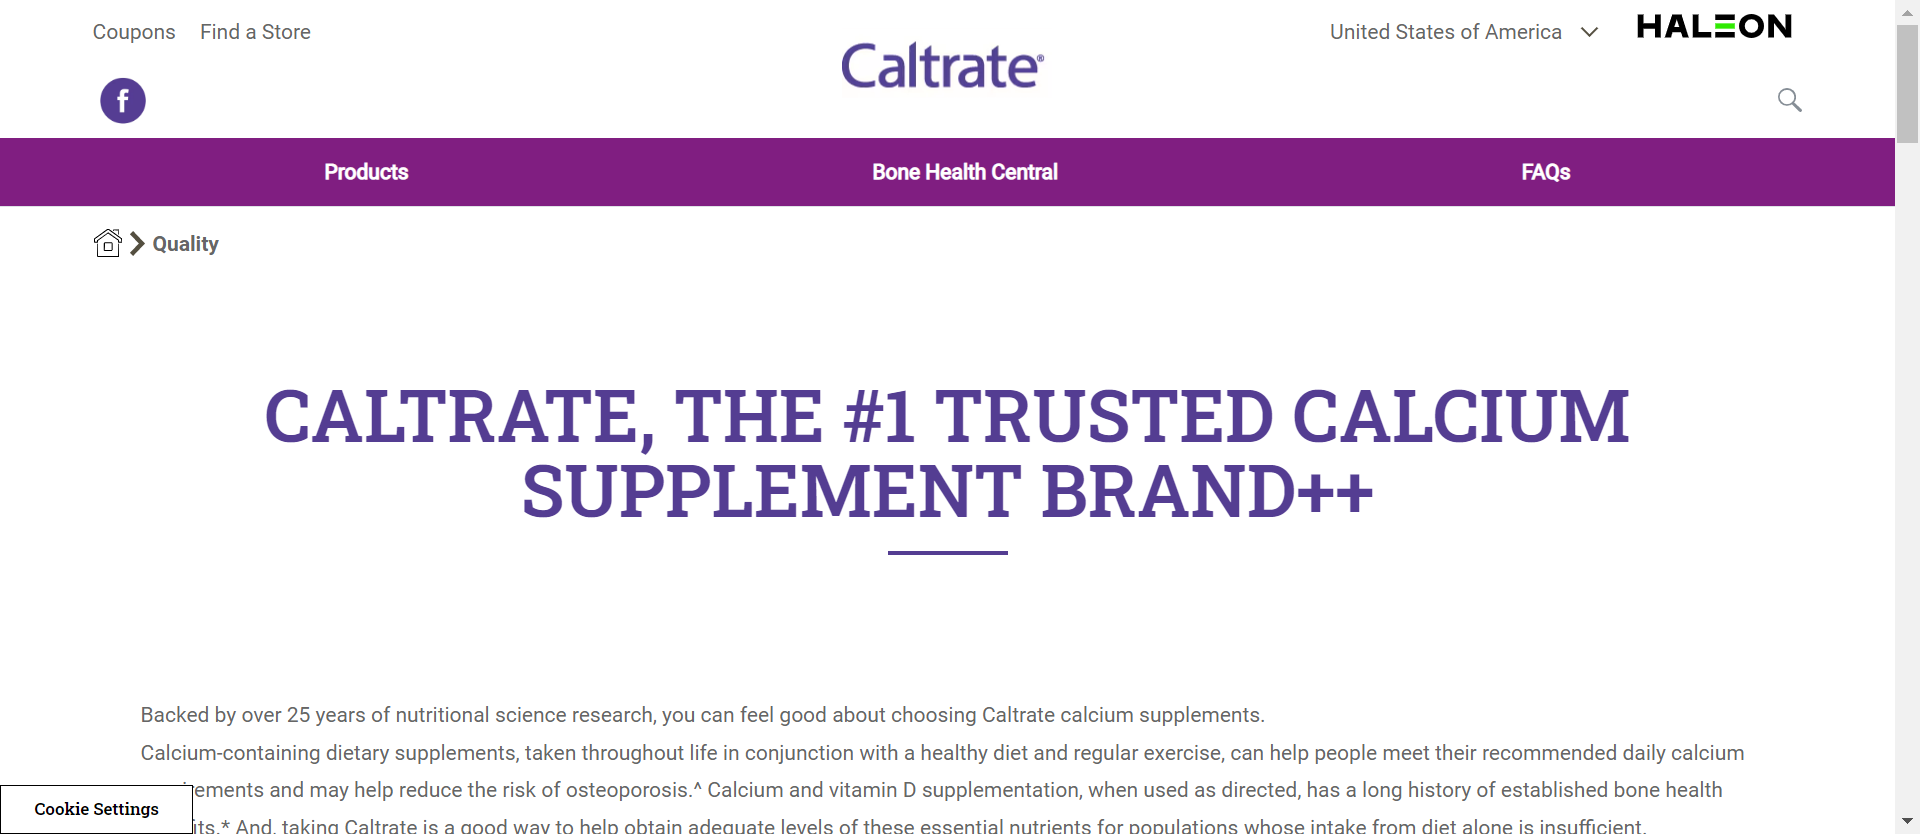 Coupons Find a Store
United States of America
HALEON
Caltrate®
f
Products Bone Health Central FAQs
Quality
CALTRATE, THE #1 TRUSTED CALCIUM
SUPPLEMENT BRAND++
Backed by over 25 years of nutritional science research, you can feel good about choosing Caltrate calcium supplements.
Calcium-containing dietary supplements, taken throughout life in conjunction with a healthy diet and regular exercise, can help people meet their recommended daily calcium
and may help reduce the risk of osteoporosis.^ Calcium and vitamin D supplementation, when used as directed, has a long history of established bone health
And, taking Caltrate is a good way to help obtain adequate levels of these essential nutrients for populations whose intake from diet alone is insufficient.
Cookie Settings